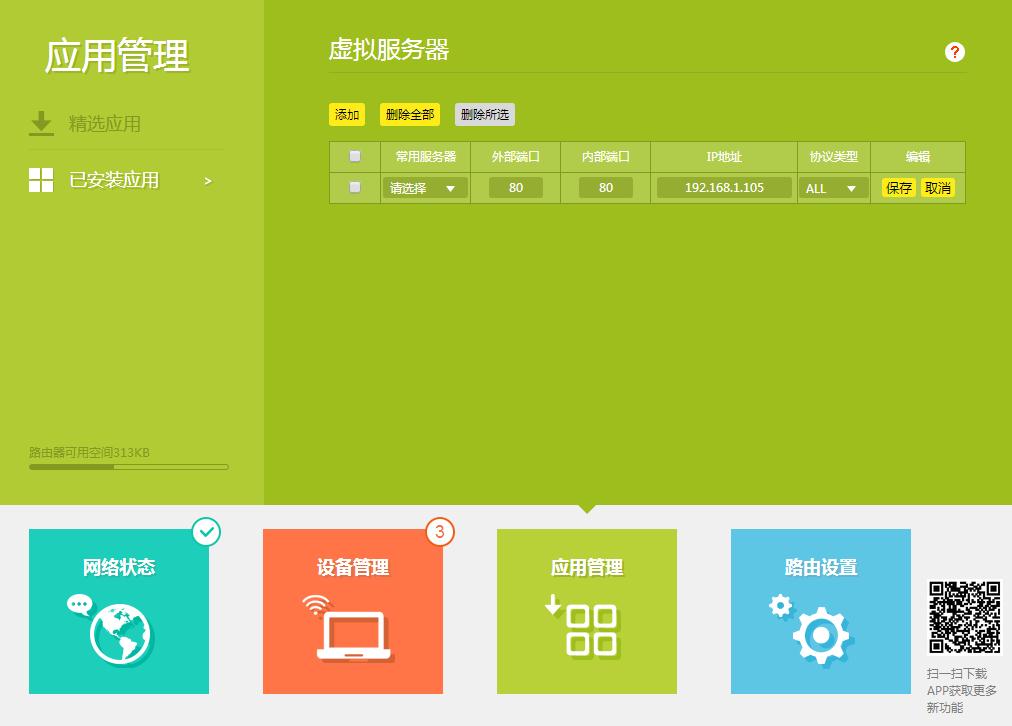 应用管理
精选应用
已安装应用 >
路由器可用空间313KB
虚拟服务器
?
添加 删除全部 删除所选
常用服务器 外部端口 内部端口 IP地址 协议类型 编辑
请选择 80 80 192.168.1.105 ALL 保存 取消
网络状态
3
设备管理
应用管理
路由设置
扫一扫下载
APP获取更多
新功能